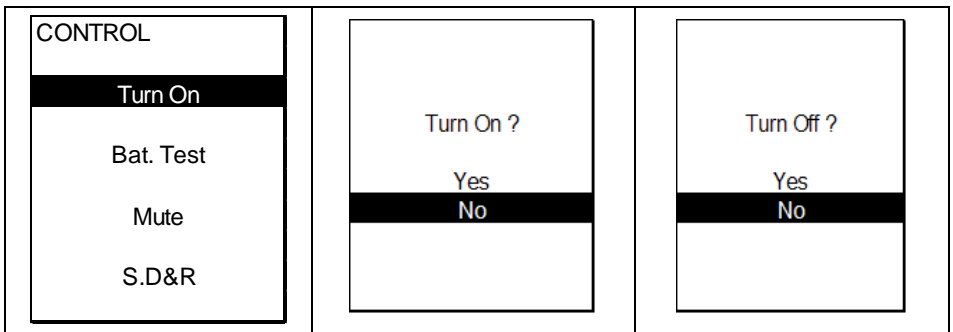 CONTROL
Turn On
Bat. Test
Mute
S.D&R
Turn On ?
Yes
No
Turn Off ?
Yes
No